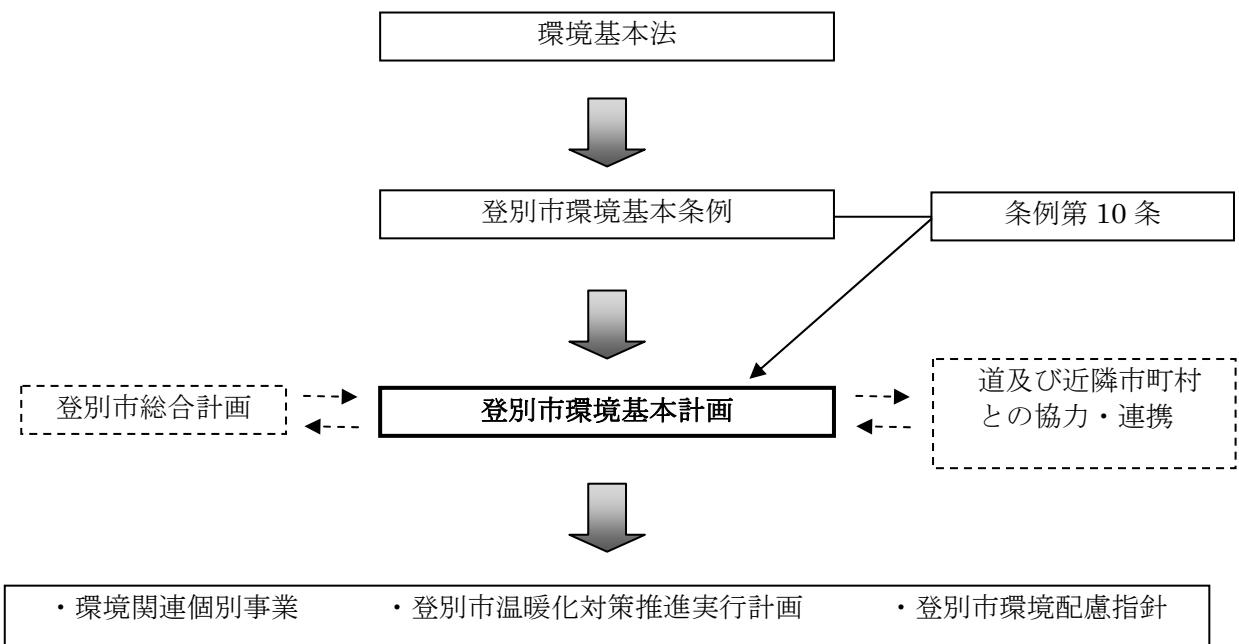 環境基本法
登別市環境基本条例
条例第 10 条
登別市総合計画
登別市環境基本計画
道及び近隣市町村
との協力・連携
・環境関連個別事業 ・登別市温暖化対策推進実行計画 ・登別市環境配慮指針